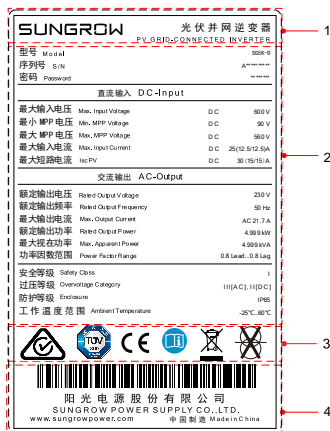 SUNGROW 光伏并网逆变器
PV GRID-CONNECTED INVERTER
型号 Model SG5K-D
序列号 S/N A**********
密码 Password ********
直流输入 DC-Input
最大输入电压 Max. Input Voltage DC 600 V
最小 MPP 电压 Min. MPP Voltage DC 90 V
最大 MPP 电压 Max. MPP Voltage DC 560 V
最大输入电流 Max. Input Current DC 25(12.5/12.5)A
最大短路电流 Isc PV DC 30 (15/15) A
交流输出 AC-Output
额定输出电压 Rated Output Voltage 230 V
额定输出频率 Rated Output Frequency 50 Hz
最大输出电流 Max. Output Current AC 21.7 A
额定输出功率 Rated Output Power 4.999 kW
最大视在功率 Max. Apparent Power 4.999 kVA
功率因数范围 Power Factor Range 0.8 Lead...0.8 Lag
安全等级 Safety Class I
过压等级 Overvoltage Category III[AC], II[DC]
防护等级 Enclosure IP65
工作温度范围 Ambient Temperature -25℃...60℃
TÜV CE
阳光电源股份有限公司
SUNGROW POWER SUPPLY CO.,LTD.
www.sungrowpower.com 中国制造 Made in China
1
2
3
4